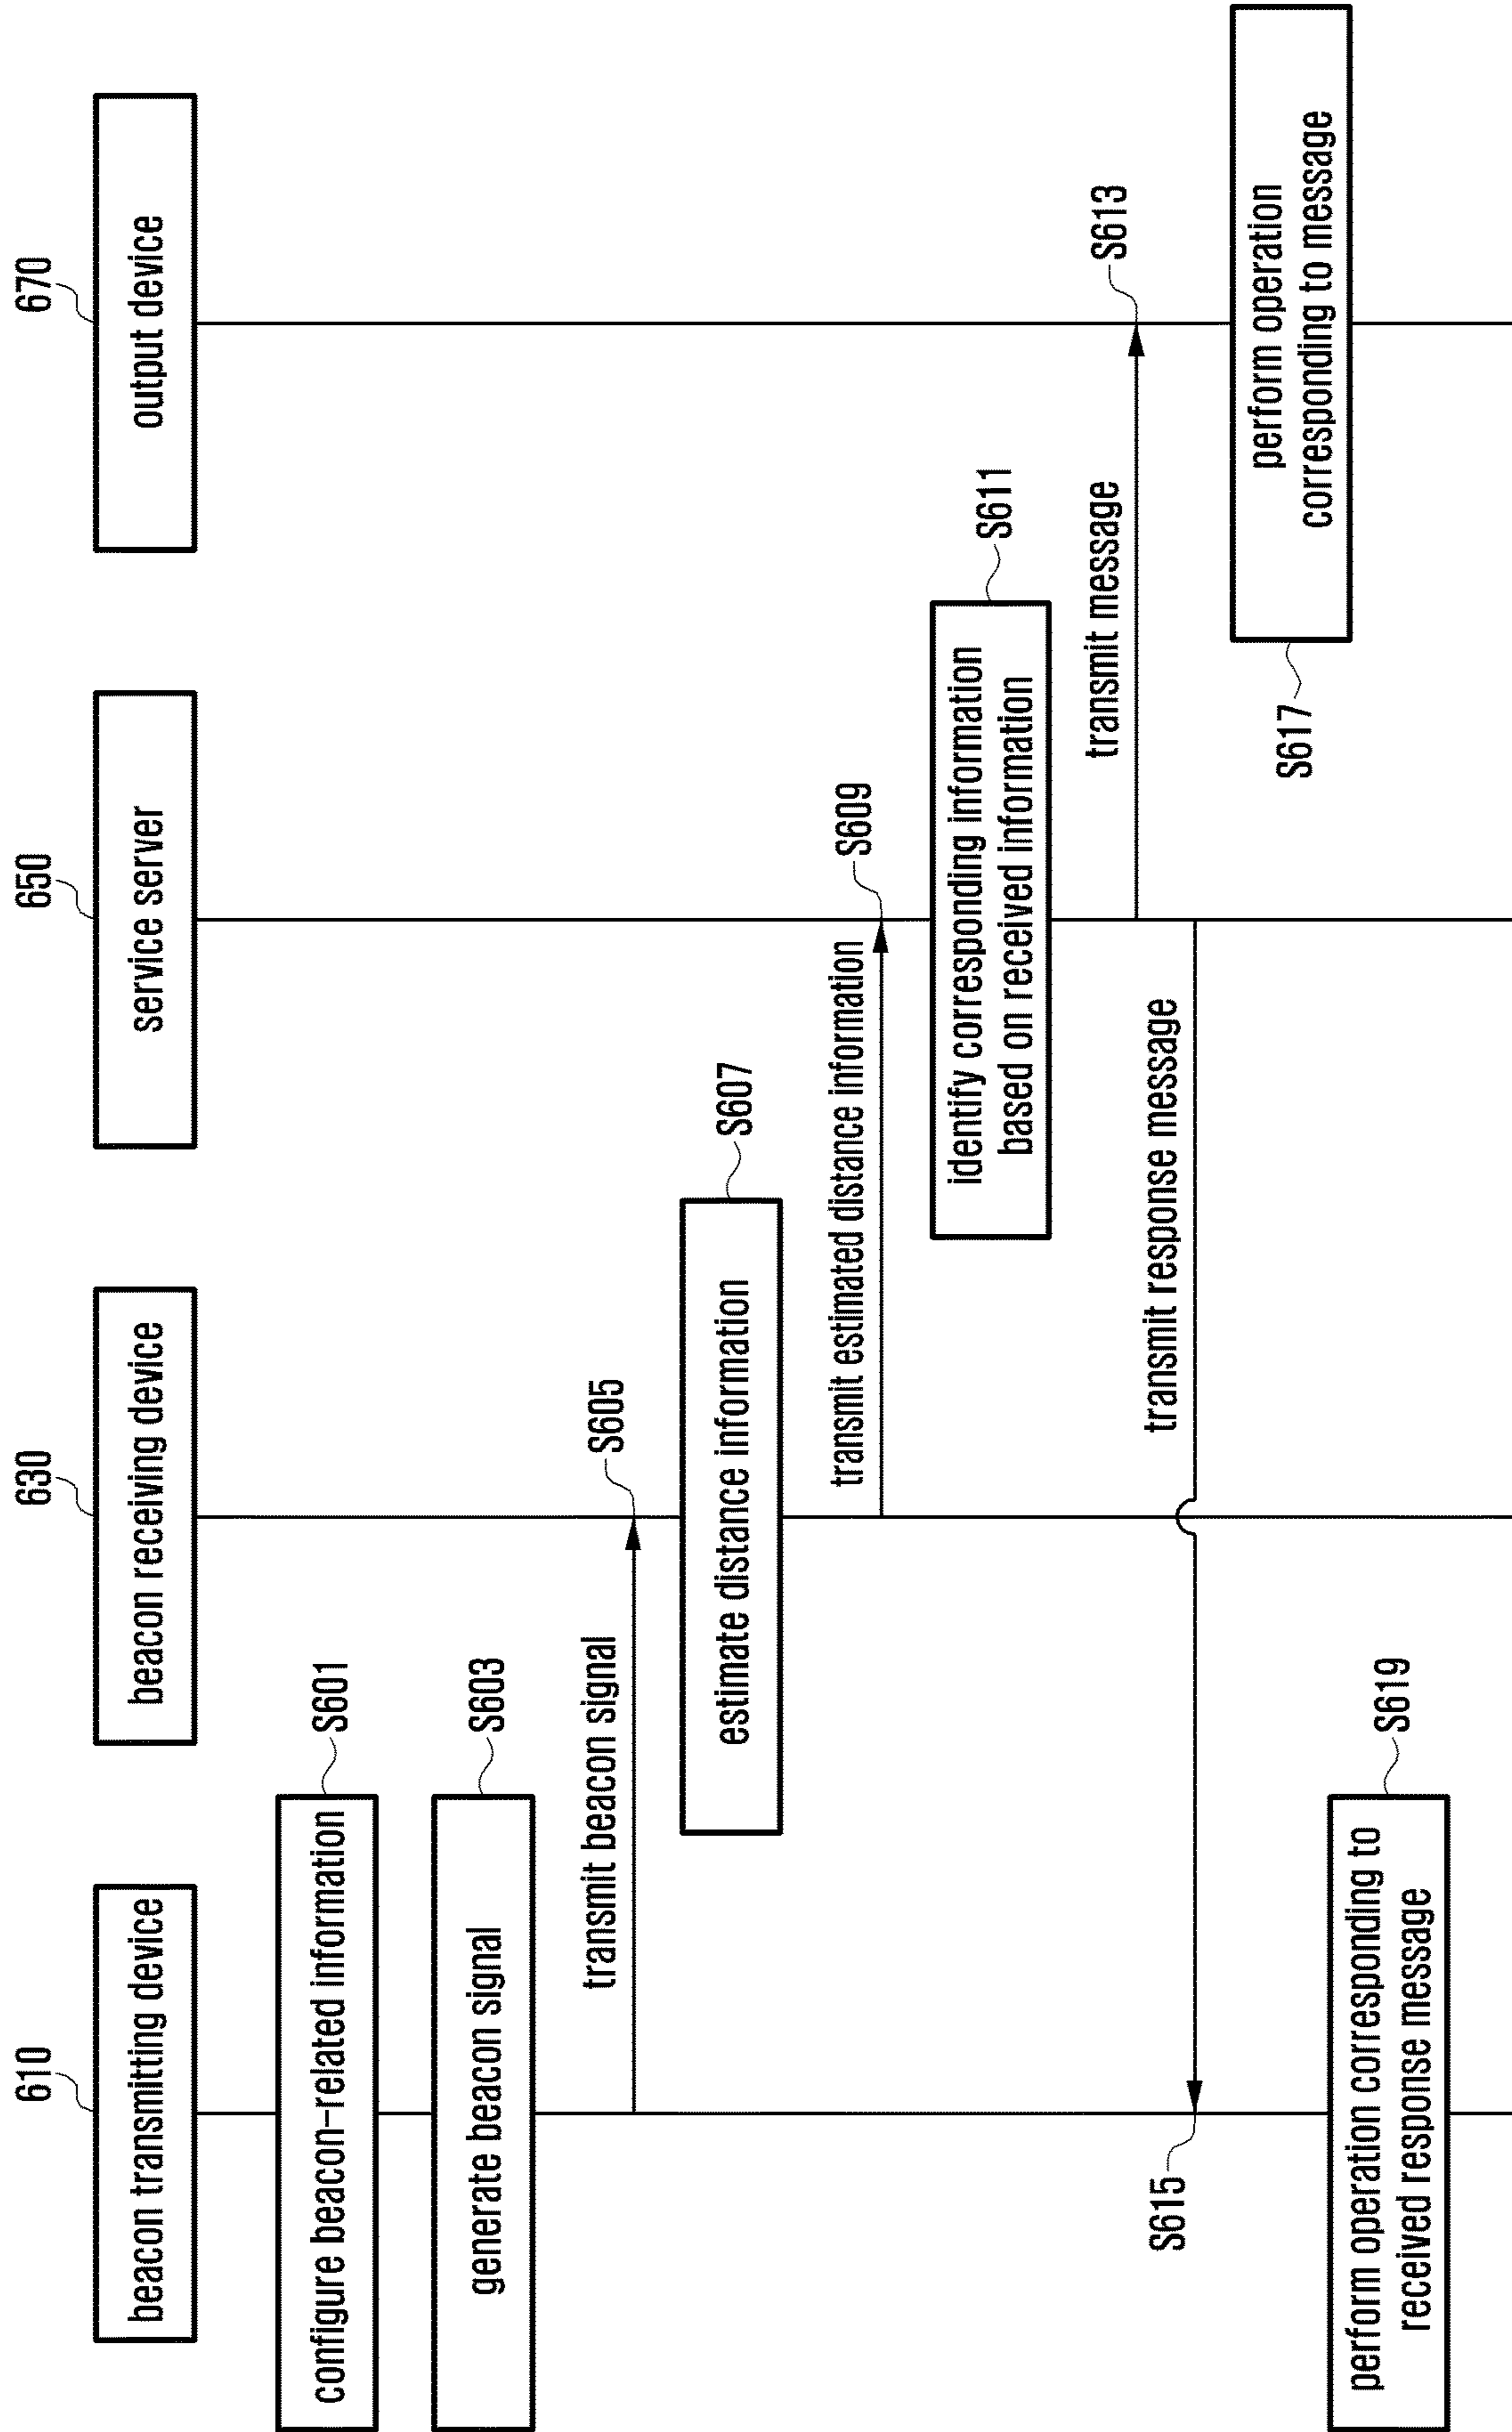 610
630
650
670
beacon transmitting device
beacon receiving device
service server
output device
configure beacon-related information
S601
generate beacon signal
S603
transmit beacon signal
S605
estimate distance information
S607
transmit estimated distance information
S609
identify corresponding information
based on received information
S611
transmit message
S613
transmit response message
S615
perform operation
corresponding to message
S617
perform operation corresponding to
received response message
S619